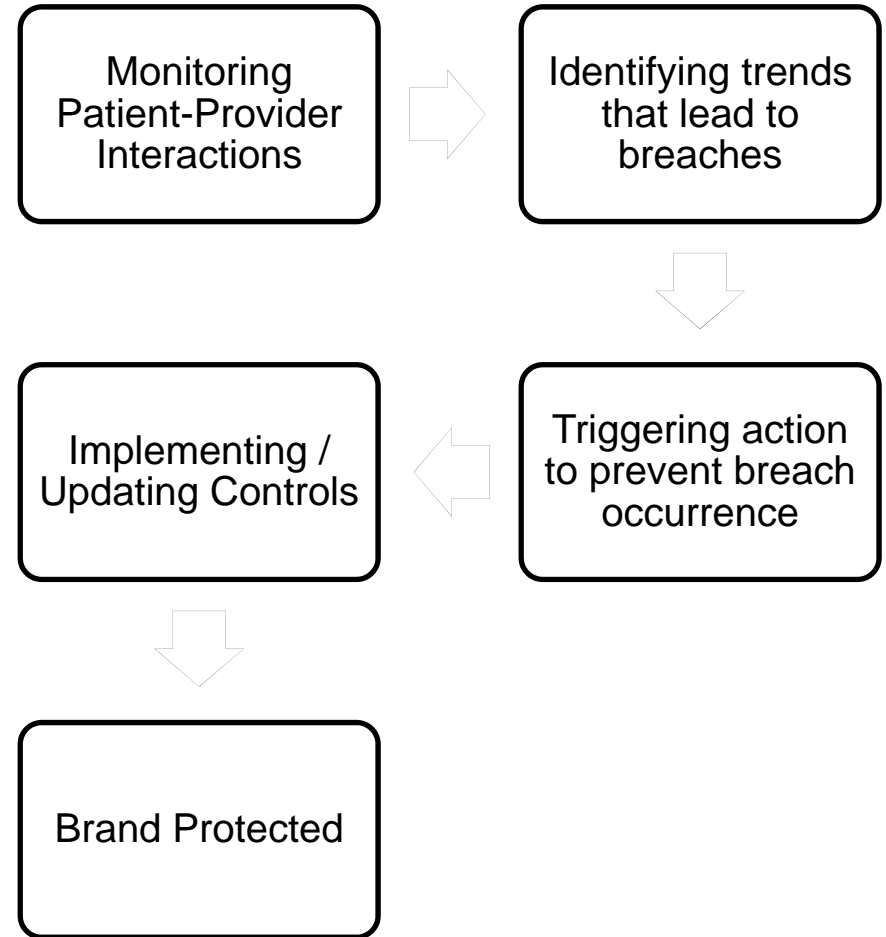 Monitoring
Patient-Provider
Interactions
Identifying trends
that lead to
breaches
Triggering action
to prevent breach
occurrence
Implementing /
Updating Controls
Brand Protected